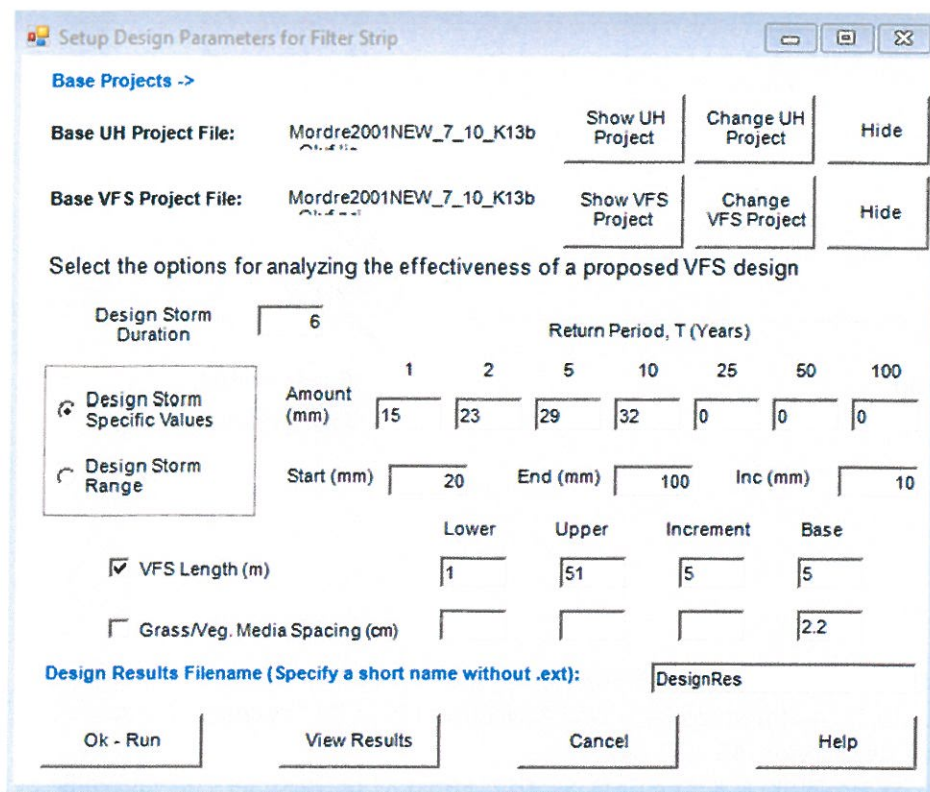 Setup Design Parameters for Filter Strip
Base Projects ->
Base UH Project File:
Mordre2001NEW_7_10_K13b
Show UH Project
Change UH Project
Hide
Base VFS Project File:
Mordre2001NEW_7_10_K13b
Show VFS Project
Change VFS Project
Hide
Select the options for analyzing the effectiveness of a proposed VFS design
Design Storm Duration
6
Return Period, T (Years)
1 2 5 10 25 50 100
Design Storm Specific Values
Amount (mm)
15 23 29 32 0 0 0
Design Storm Range
Start (mm) 20 End (mm) 100 Inc (mm) 10
Lower Upper Increment Base
VFS Length (m) 1 51 5 5
Grass/Veg. Media Spacing (cm) 2.2
Design Results Filename (Specify a short name without .ext): DesignRes
Ok - Run
View Results
Cancel
Help